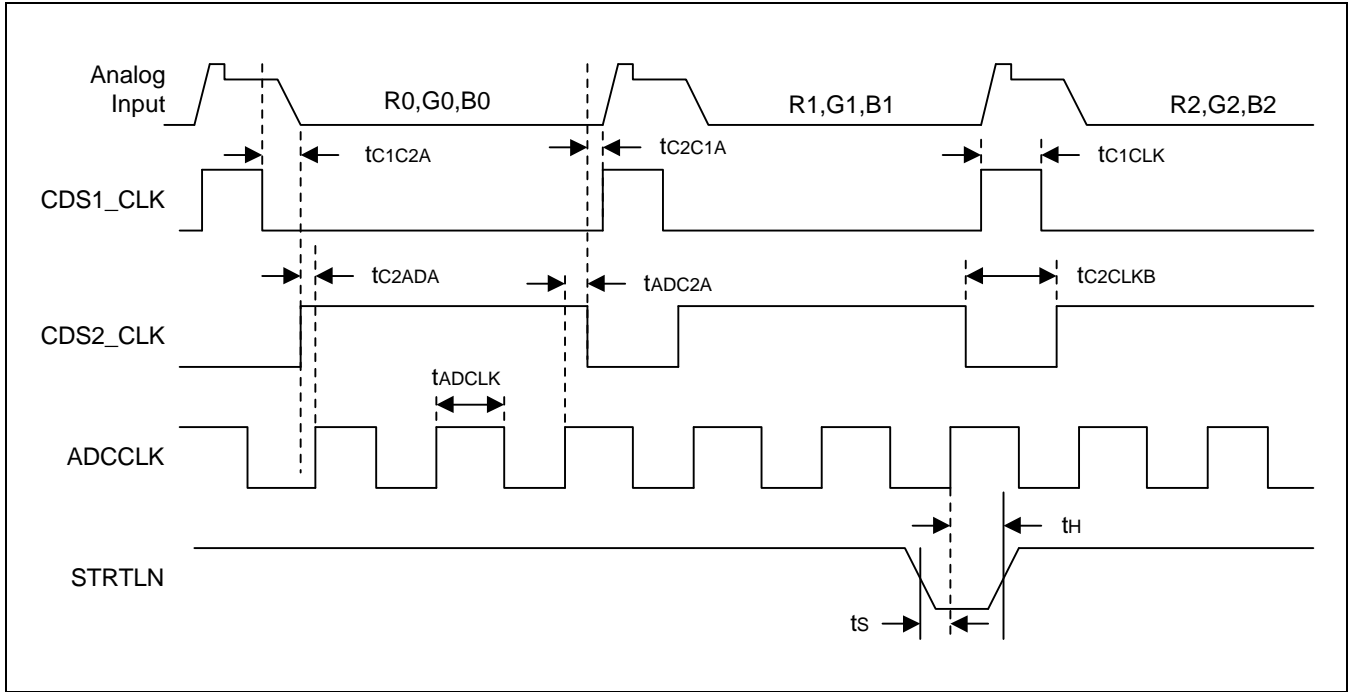 Analog
Input
R0,G0,B0
R1,G1,B1
R2,G2,B2
tC1C2A
tC2C1A
tC1CLK
CDS1_CLK
tC2ADA
tADC2A
tC2CLKB
CDS2_CLK
tADCLK
ADCCLK
tH
STRTLN
tS